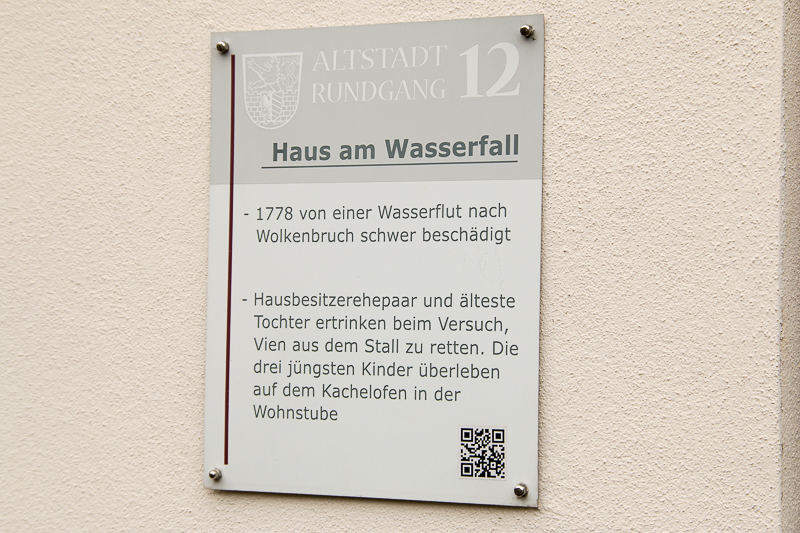 ALTSTADT
RUNDGANG 12
Haus am Wasserfall
- 1778 von einer Wasserflut nach
Wolkenbruch schwer beschädigt
- Hausbesitzerehepaar und älteste
Tochter ertrinken beim Versuch,
Vien aus dem Stall zu retten. Die
drei jüngsten Kinder überleben
auf dem Kachelofen in der
Wohnstube